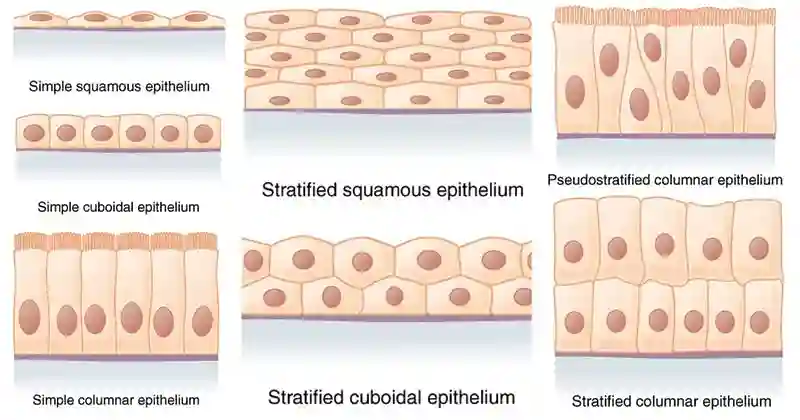 Simple squamous epithelium
Simple cuboidal epithelium
Simple columnar epithelium
Stratified squamous epithelium
Stratified cuboidal epithelium
Pseudostratified columnar epithelium
Stratified columnar epithelium